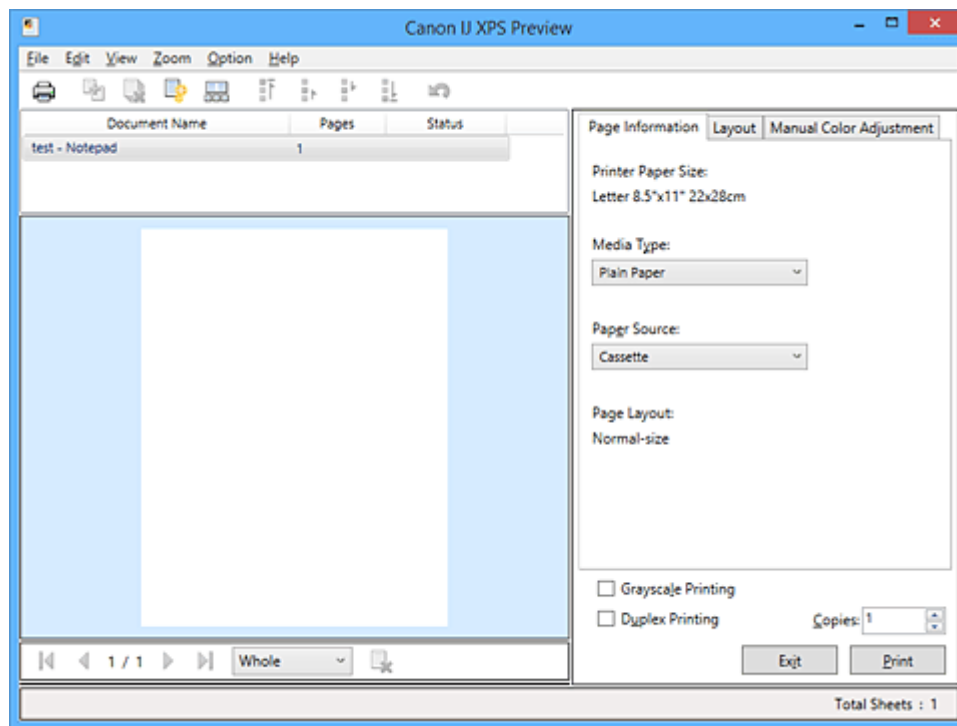 Canon IJ XPS Preview
File Edit View Zoom Option Help
Document Name Pages Status
test - Notepad 1
Page Information Layout Manual Color Adjustment
Printer Paper Size:
Letter 8.5"x11" 22x28cm
Media Type:
Plain Paper
Paper Source:
Cassette
Page Layout:
Normal-size
Grayscale Printing
Duplex Printing
Copies: 1
1 / 1
Whole
Exit Print
Total Sheets : 1